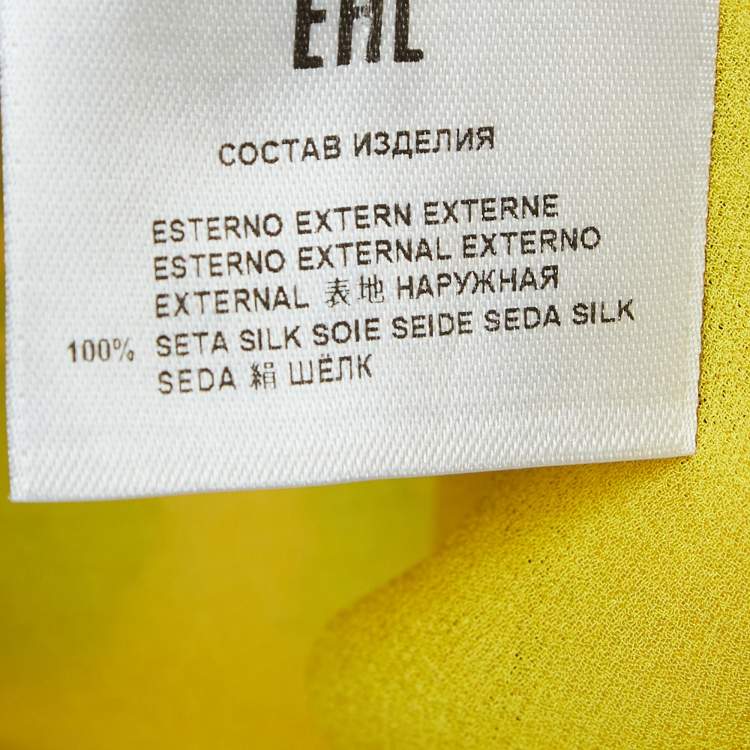 EAC
СОСТАВ ИЗДЕЛИЯ
ESTERNO EXTERN EXTERNE
ESTERNO EXTERNAL EXTERNO
EXTERNAL 表地 НАРУЖНАЯ
100% SETA SILK SOIE SEIDE SEDA SILK
SEDA 絹 ШЁЛК